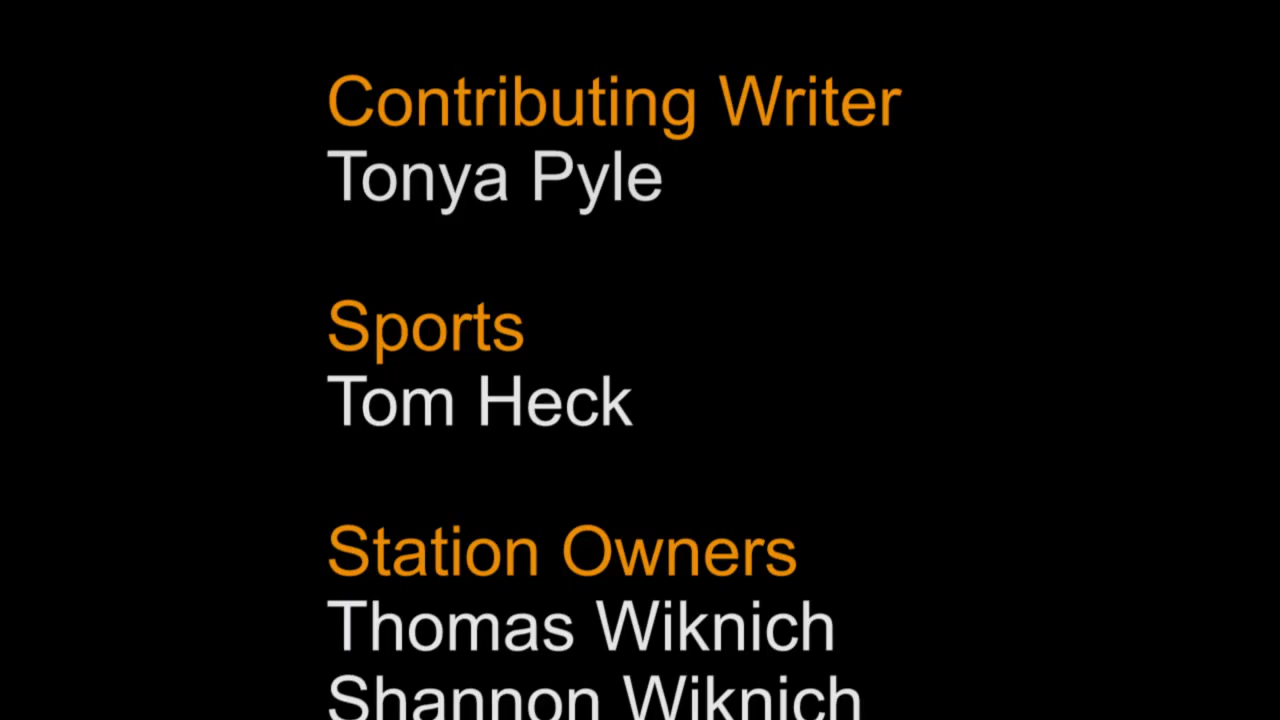 Contributing Writer
Tonya Pyle
Sports
Tom Heck
Station Owners
Thomas Wiknich
Shannon Wiknich